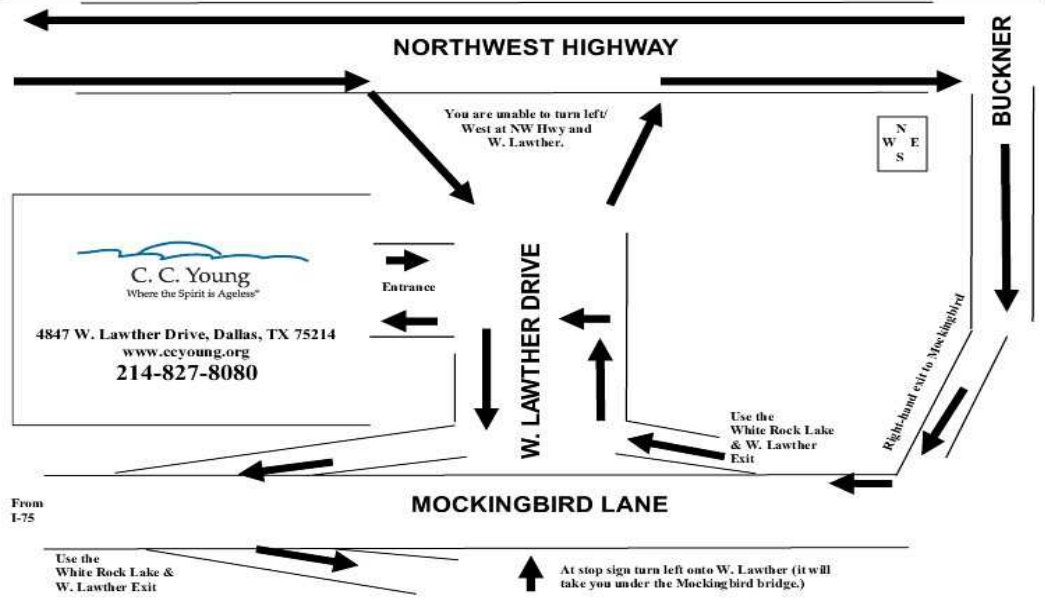 NORTHWEST HIGHWAY
BUCKNER
You are unable to turn left/
West at NW Hwy and
W. Lawther.
N
W E
S
C. C. Young
Where the Spirit is Ageless"
4847 W. Lawther Drive, Dallas, TX 75214
www.ccyoung.org
214-827-8080
Entrance
W. LAWTHER DRIVE
Right-hand exit to Mockingbird
Use the
White Rock Lake
& W. Lawther
Exit
From
I-75
MOCKINGBIRD LANE
Use the
White Rock Lake &
W. Lawther Exit
At stop sign turn left onto W. Lawther (it will
take you under the Mockingbird bridge.)